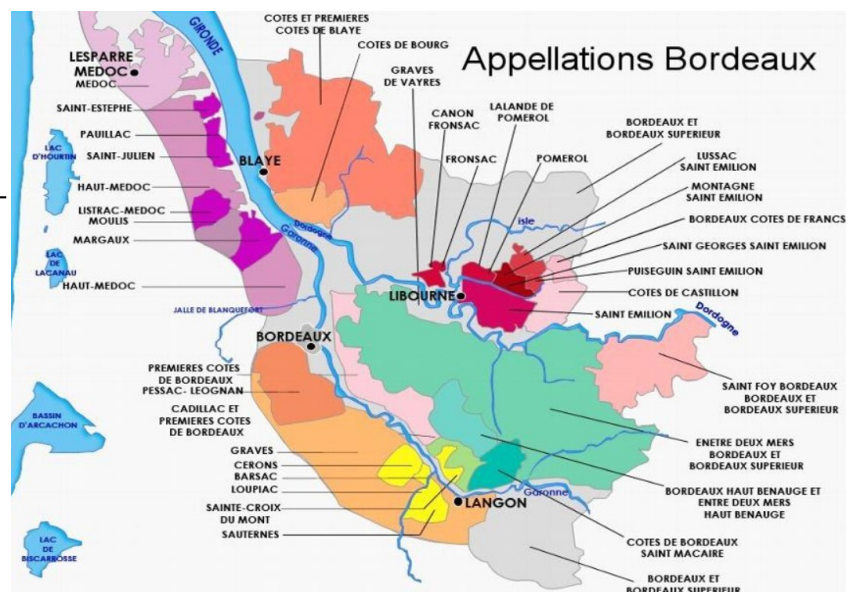 Appellations Bordeaux
GIRONDE
COTES ET PREMIERES
COTES DE BLAYE
COTES DE BOURG
GRAVES
DE VAYRES
LESPARRE
MEDOC
MEDOC
SAINT-ESTEPHE
PAUILLAC
SAINT-JULIEN
HAUT-MEDOC
LISTRAC-MEDOC
MOULIS
MARGAUX
HAUT-MEDOC
LAC
D'HOURTIN
LAC
DE
LACANAU
BLAYE
Dordogne
Garonne
CANON
FRONSAC
FRONSAC
LALANDE DE
POMEROL
POMEROL
BORDEAUX ET
BORDEAUX SUPERIEUR
LUSSAC
SAINT EMILION
MONTAGNE
SAINT EMILION
BORDEAUX COTES DE FRANCS
SAINT GEORGES SAINT EMILION
PUISEGUIN SAINT EMILION
COTES DE CASTILLON
SAINT EMILION
isle
LIBOURNE
Dordogne
JALLE DE BLANQUEFORT
BORDEAUX
PREMIERES COTES
DE BORDEAUX
PESSAC- LEOGNAN
CADILLAC ET
PREMIERES COTES
DE BORDEAUX
GRAVES
CERONS
BARSAC
LOUPIAC
SAINTE-CROIX
DU MONT
SAUTERNES
BASSIN
D'ARCACHON
LAC
DE
BISCARROSSE
LANGON
Garonne
SAINT FOY BORDEAUX
BORDEAUX ET
BORDEAUX SUPERIEUR
ENETRE DEUX MERS
BORDEAUX ET
BORDEAUX SUPERIEUR
BORDEAUX HAUT BENAUGE ET
ENTRE DEUX MERS
HAUT BENAUGE
COTES DE BORDEAUX
SAINT MACAIRE
BORDEAUX ET
BORDEAUX SUPERIEUR